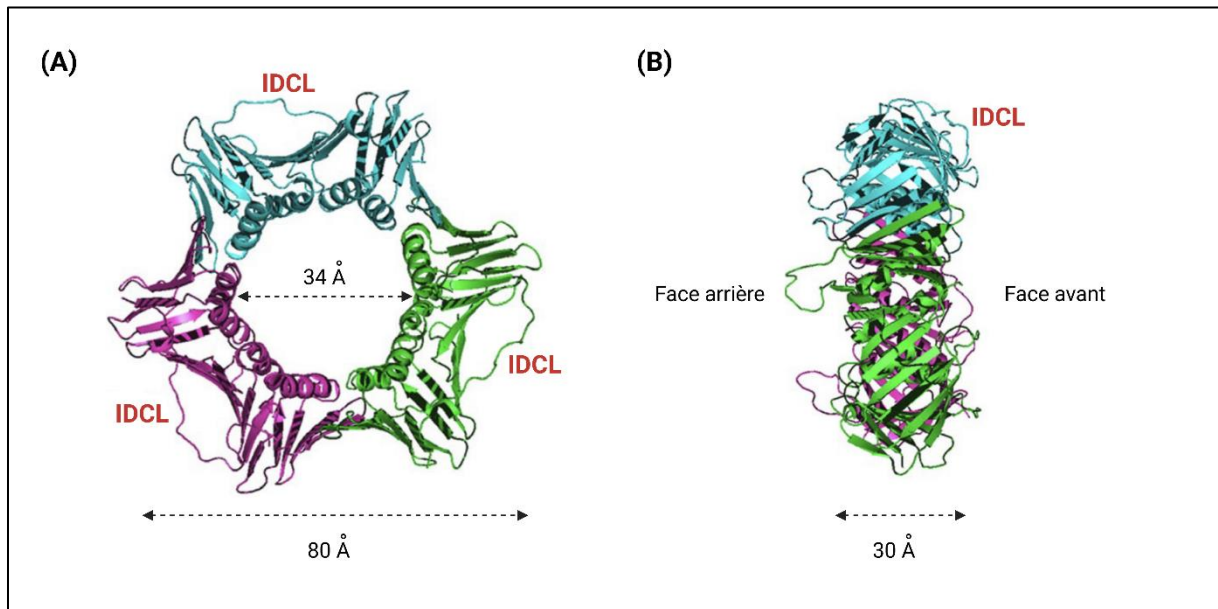 (A)
IDCL
34 Å
IDCL
IDCL
80 Å
(B)
IDCL
Face arrière
Face avant
30 Å